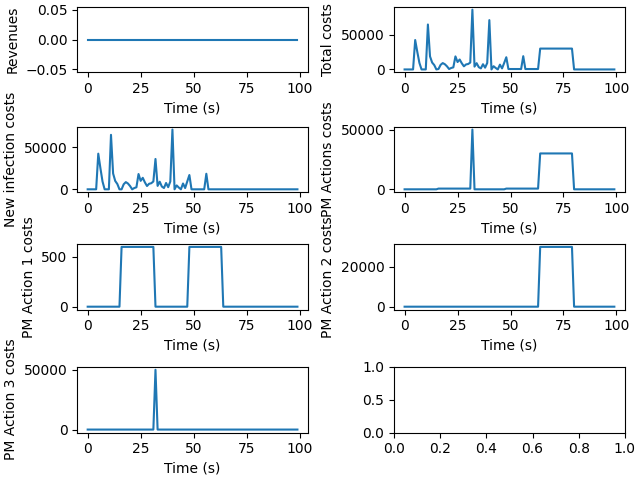 Revenues
0.05
0.00
−0.05
0 25 50 75 100
Time (s)
Total costs
50000
0
0 25 50 75 100
Time (s)
New infection costs
50000
0
0 25 50 75 100
Time (s)
PM Actions costs
50000
0
0 25 50 75 100
Time (s)
PM Action 1 costs
500
0
0 25 50 75 100
Time (s)
PM Action 2 costs
20000
0
0 25 50 75 100
Time (s)
PM Action 3 costs
50000
0
0 25 50 75 100
Time (s)
1.0
0.5
0.0
0.0 0.2 0.4 0.6 0.8 1.0